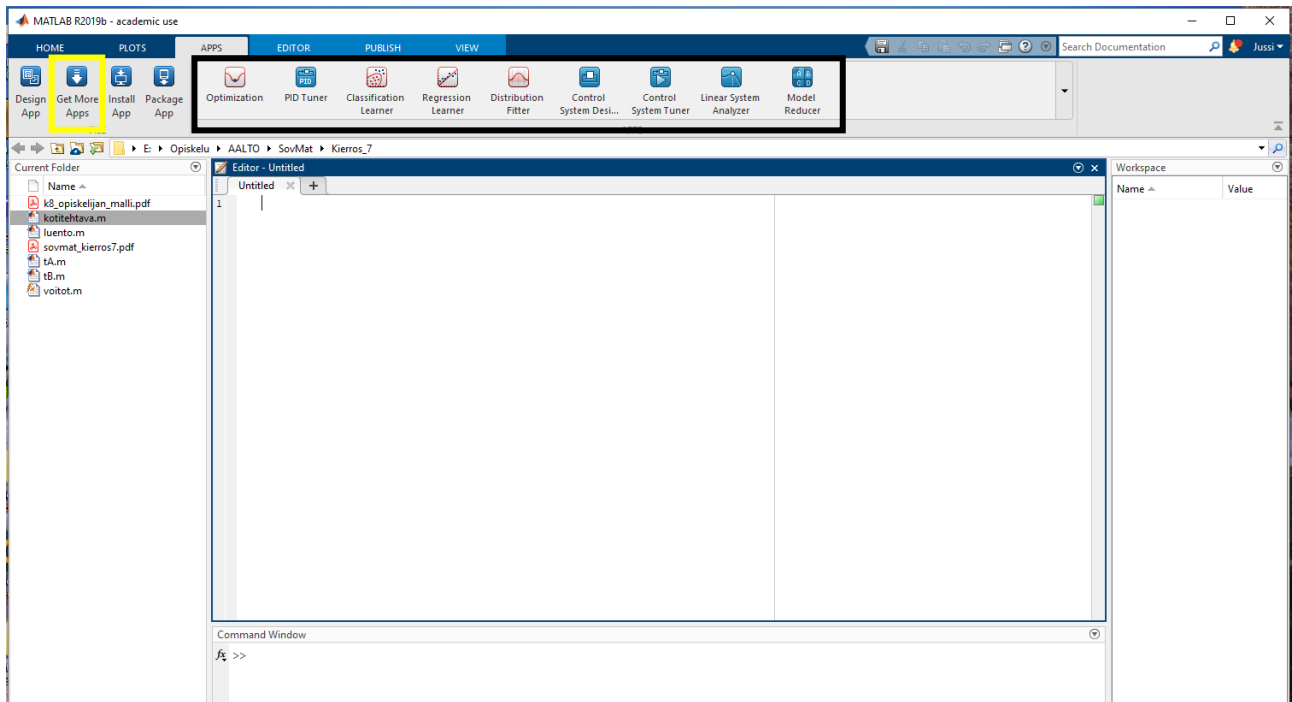 MATLAB R2019b - academic use
HOME PLOTS APPS EDITOR PUBLISH VIEW Search Documentation Jussi
Design App
Get More Apps
Install App
Package App
Optimization
PID Tuner
Classification Learner
Regression Learner
Distribution Fitter
Control System Desi...
Control System Tuner
Linear System Analyzer
Model Reducer
E: Opiskelu AALTO SovMat Kierros_7
Current Folder
Name
k8_opiskelijan_malli.pdf
kotitehtava.m
luento.m
sovmat_kierros7.pdf
tA.m
tB.m
voitot.m
Editor - Untitled
Untitled
1
Command Window
fx >>
Workspace
Name Value